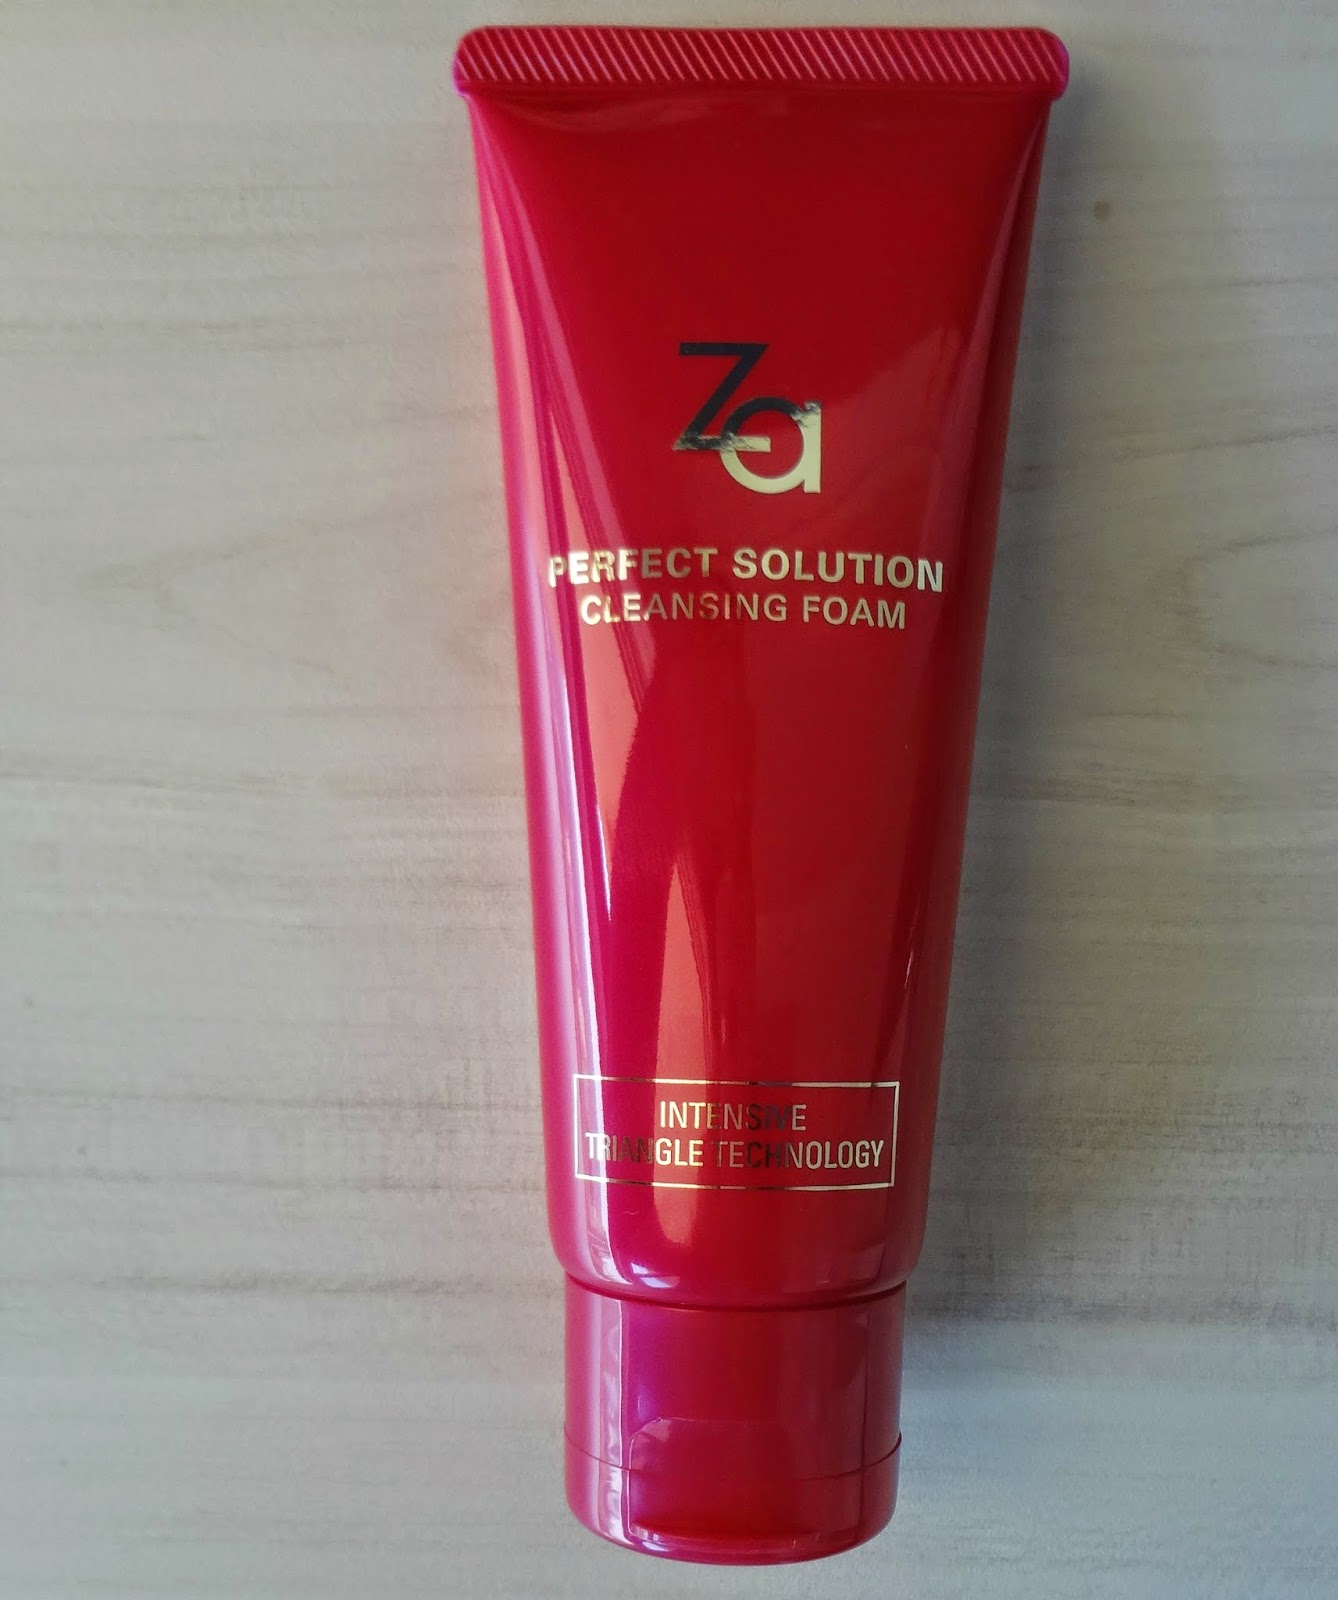 Za
PERFECT SOLUTION
CLEANSING FOAM
INTENSIVE
TRIANGLE TECHNOLOGY